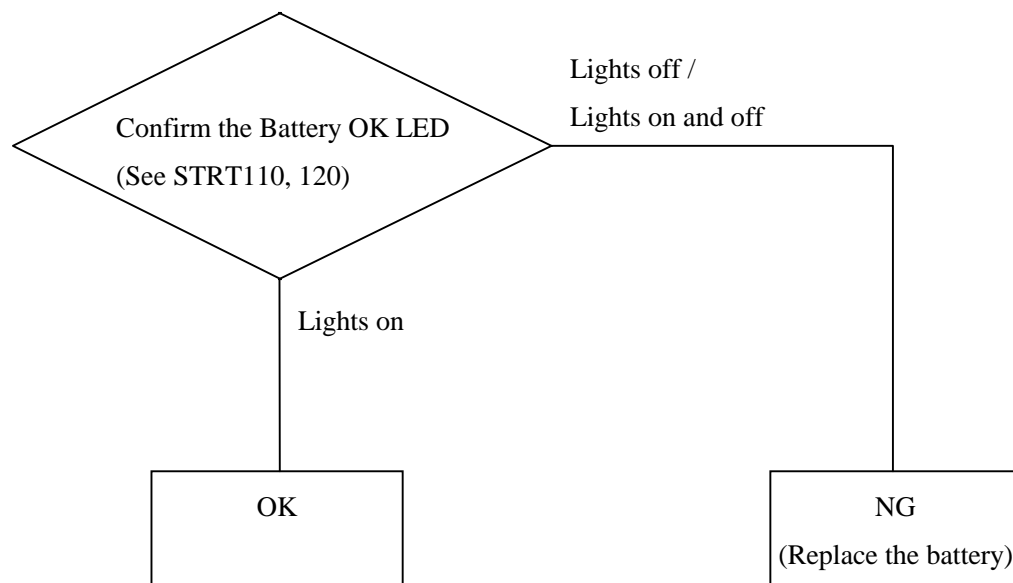 Lights off /
Lights on and off
Confirm the Battery OK LED
(See STRT110, 120)
Lights on
OK
NG
(Replace the battery)